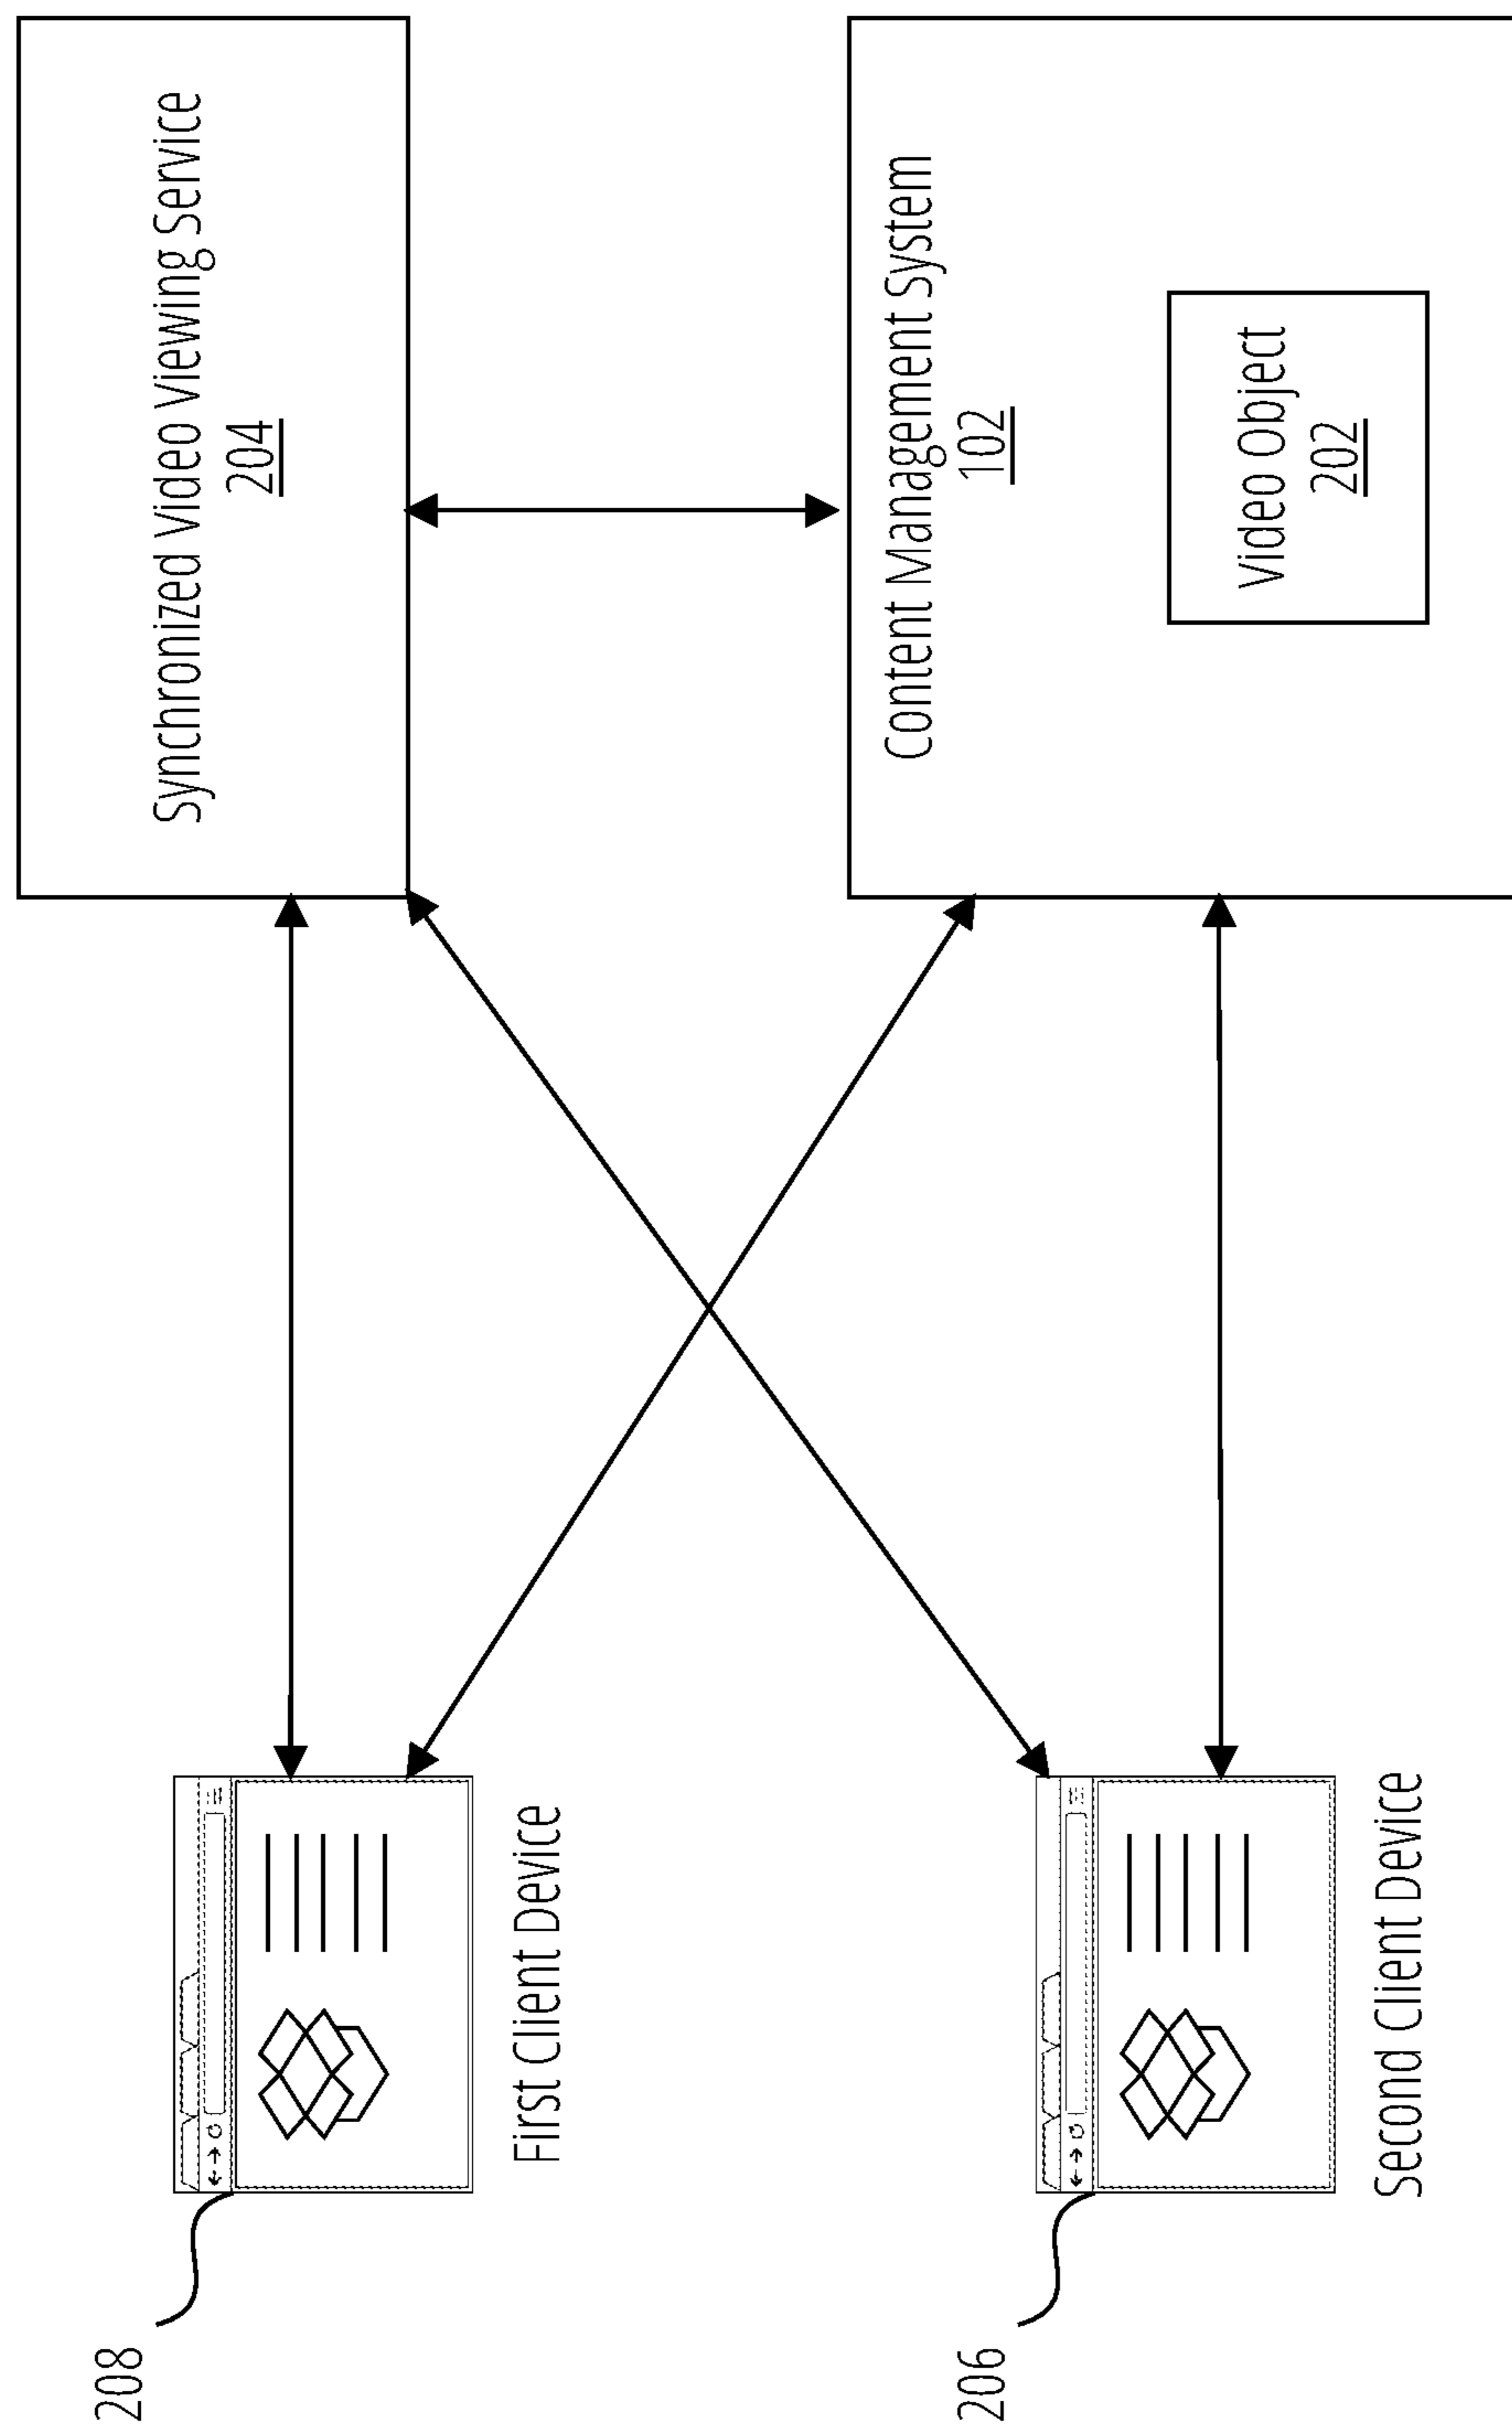 208
First Client Device
Synchronized Video Viewing Service
204
206
Second Client Device
Content Management System
102
Video Object
202